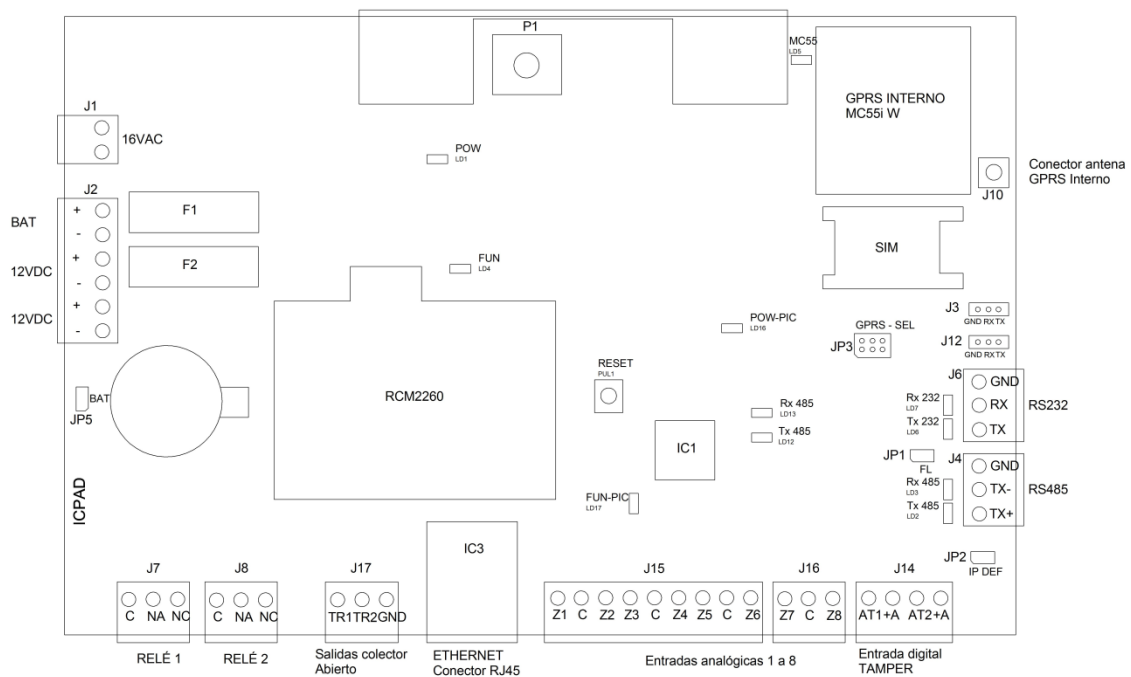 P1
MC55
LD5
GPRS INTERNO
MC55i W
J1
16VAC
POW
LD1
Conector antena
GPRS Interno
J10
J2
BAT
+
-
12VDC
+
-
12VDC
+
-
F1
F2
FUN
LD4
SIM
J3
GND RX TX
POW-PIC
LD16
GPRS - SEL
JP3
J12
GND RX TX
RESET
PUL1
J6
GND
RX
TX
RS232
Rx 232
LD7
Tx 232
LD6
BAT
JP5
RCM2260
Rx 485
LD13
Tx 485
LD12
IC1
JP1
FL
J4
GND
TX-
TX+
RS485
Rx 485
LD3
Tx 485
LD2
ICPAD
FUN-PIC
LD17
IC3
JP2
IP DEF
J7
C NA NC
RELÉ 1
J8
C NA NC
RELÉ 2
J17
TR1 TR2 GND
Salidas colector
Abierto
ETHERNET
Conector RJ45
J15
Z1 C Z2 Z3 C Z4 Z5 C Z6
J16
Z7 C Z8
Entradas analógicas 1 a 8
J14
AT1+A AT2+A
Entrada digital
TAMPER